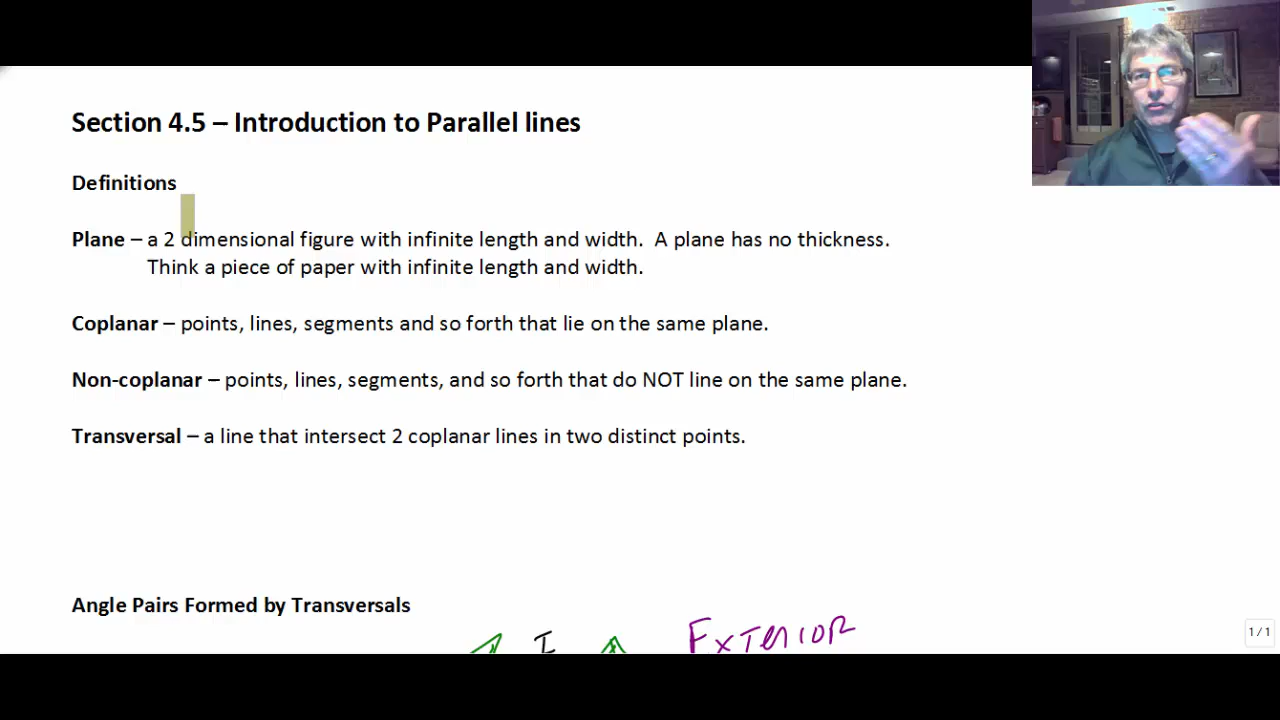 Section 4.5 – Introduction to Parallel lines
Definitions
Plane – a 2 dimensional figure with infinite length and width.  A plane has no thickness.
Think a piece of paper with infinite length and width.
Coplanar – points, lines, segments and so forth that lie on the same plane.
Non-coplanar – points, lines, segments, and so forth that do NOT line on the same plane.
Transversal – a line that intersect 2 coplanar lines in two distinct points.
Angle Pairs Formed by Transversals
Exterior
1 / 1